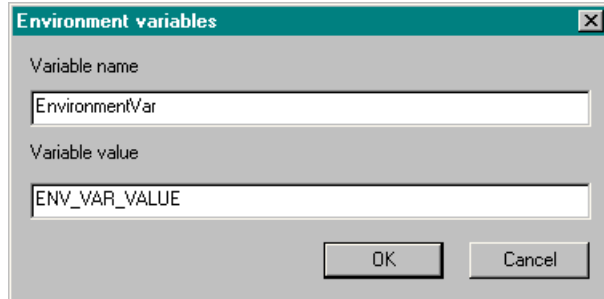 Environment variables
Variable name
EnvironmentVar
Variable value
ENV_VAR_VALUE
OK Cancel